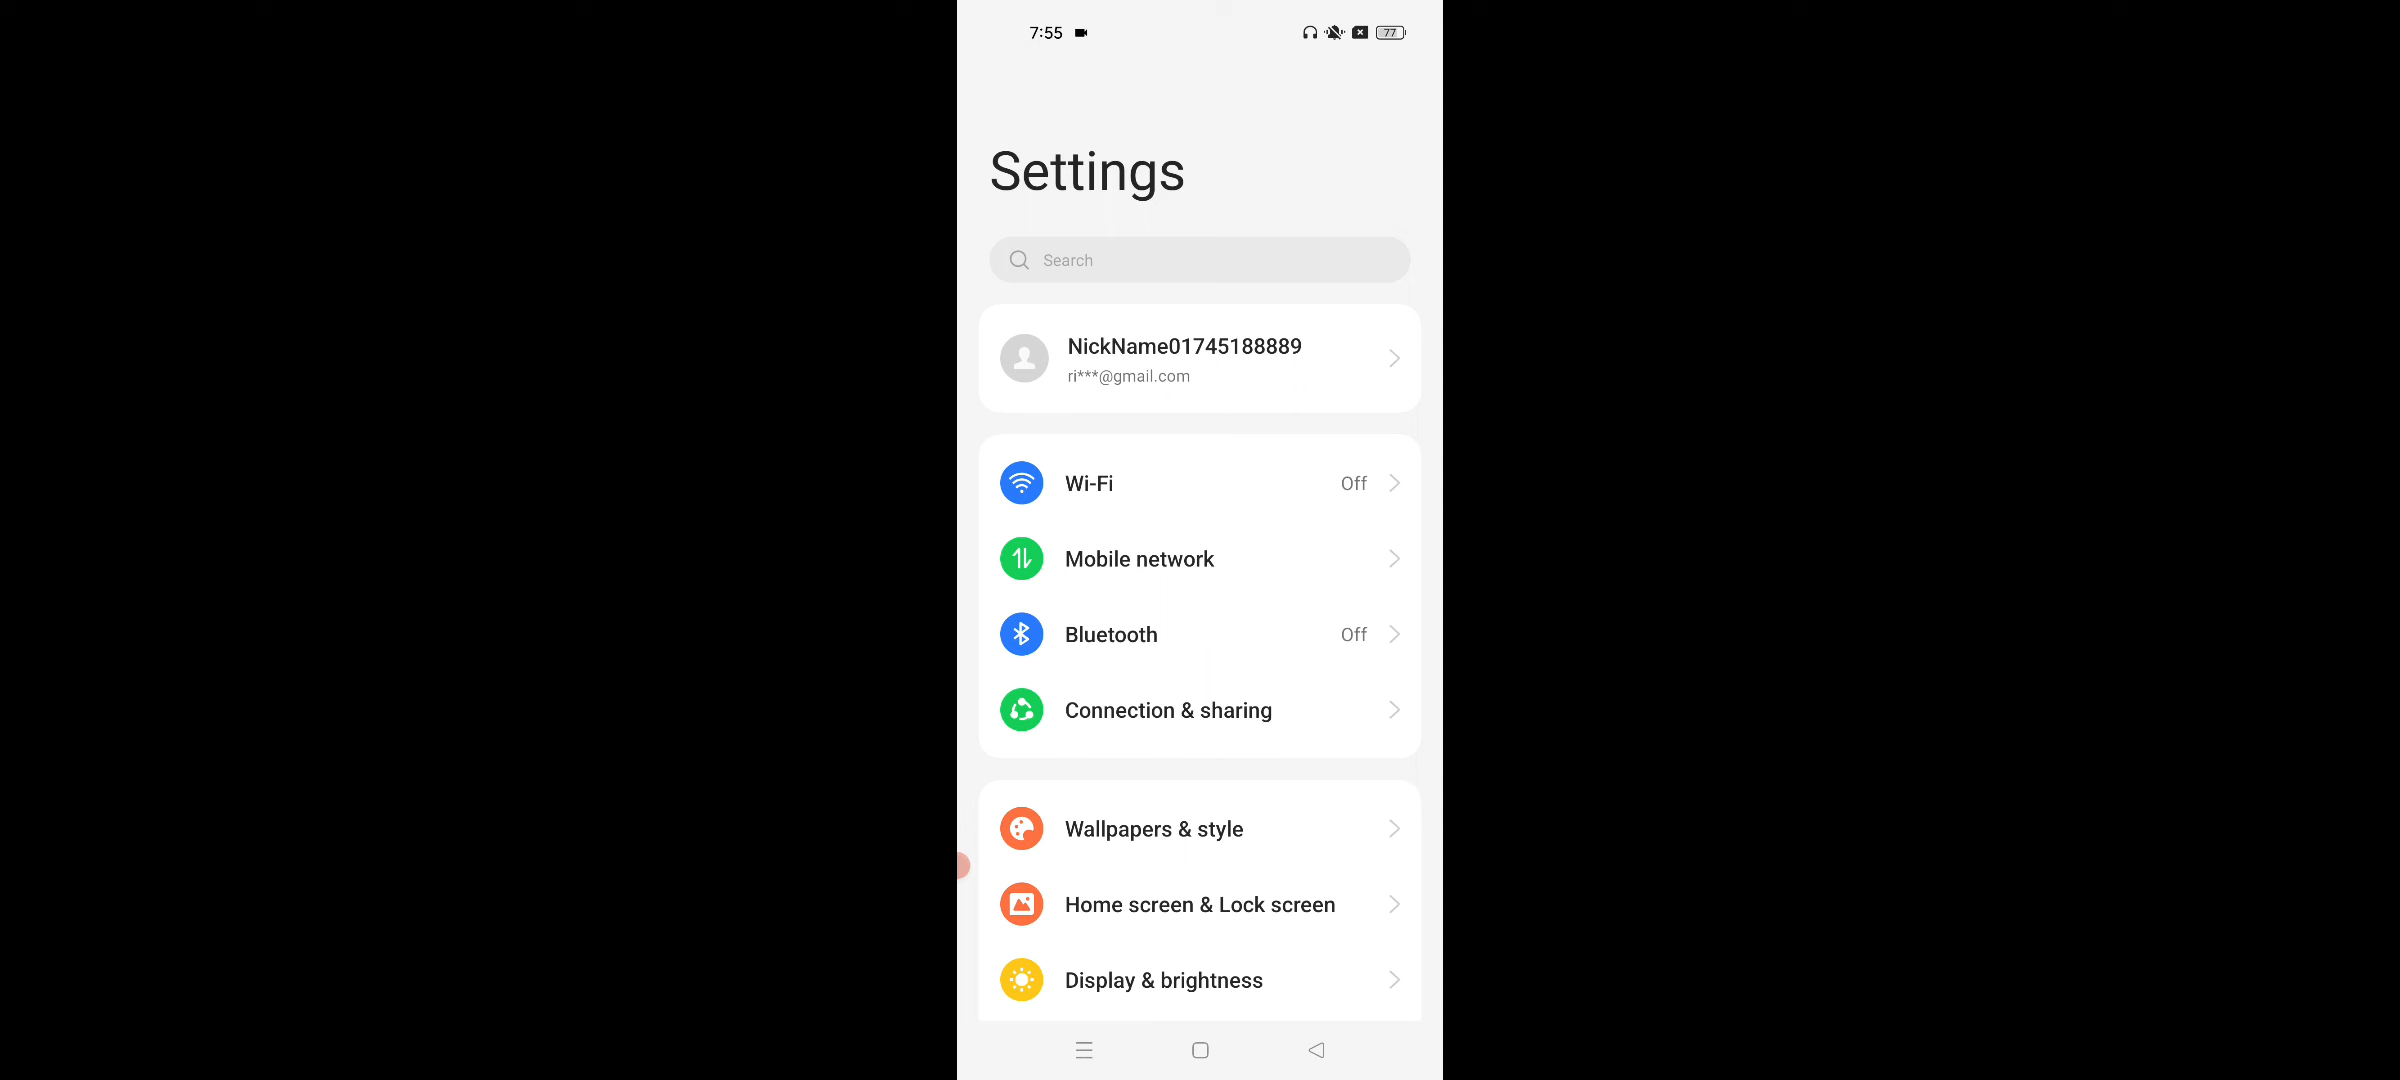 7:55
77
Settings
Search
NickName01745188889
ri***@gmail.com
Wi-Fi Off
Mobile network
Bluetooth Off
Connection & sharing
Wallpapers & style
Home screen & Lock screen
Display & brightness